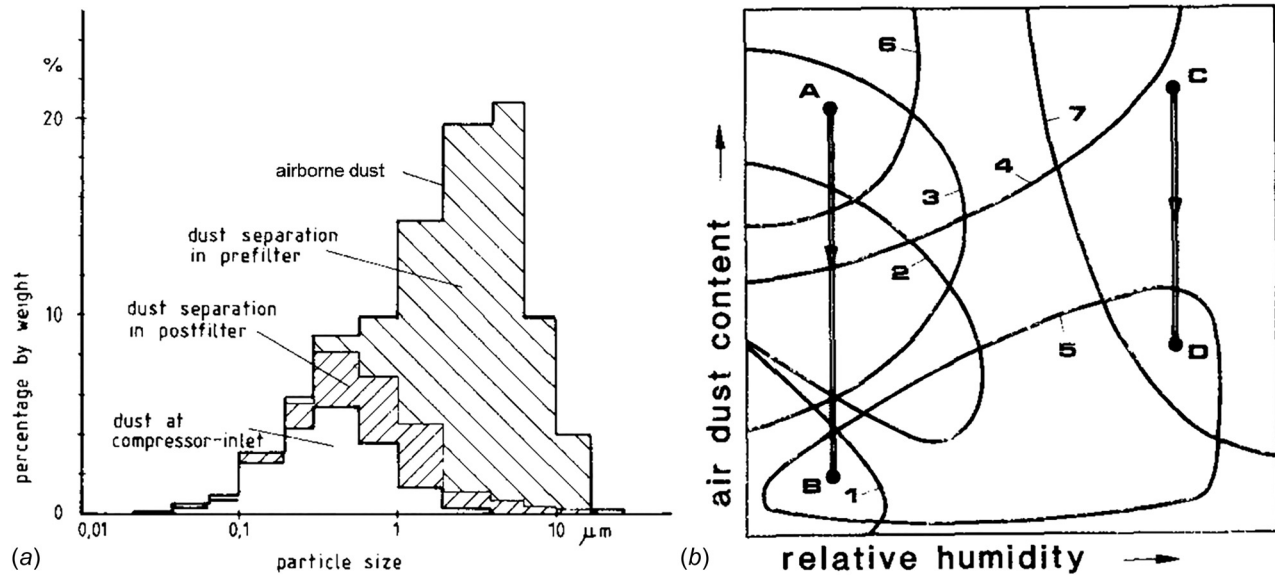 %
20
10
0
percentage by weight
airborne dust
dust separation
in prefilter
dust separation
in postfilter
dust at
compressor-inlet
0,01
0,1
1
10
μm
particle size
(a)
A
B
C
D
1
2
3
4
5
6
7
air dust content
relative humidity
(b)